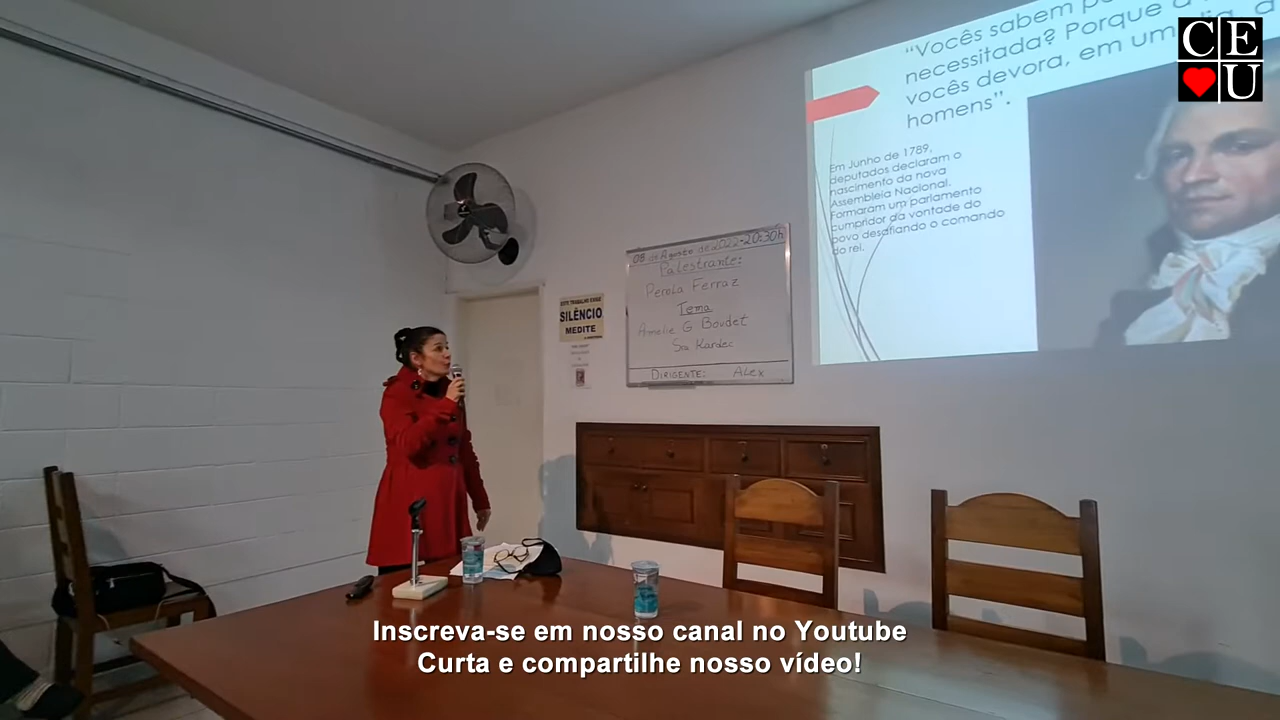 "Vocês sabem
necessitada? Porque a
vocês devora, em um
homens".
Em Junho de 1789,
deputados declaram o
nascimento da nova
Assembleia Nacional.
Formaram um parlamento
cumpridor da vontade do
povo desafiando o comando
do rei.
CE
U
08 de Agosto de 2022-20:30h
Palestrante:
Perola Ferraz
Tema
Amelie G Boudet
Sra Kardec
DIRIGENTE: ALEX
SILÊNCIO
MEDITE
Inscreva-se em nosso canal no Youtube
Curta e compartilhe nosso vídeo!